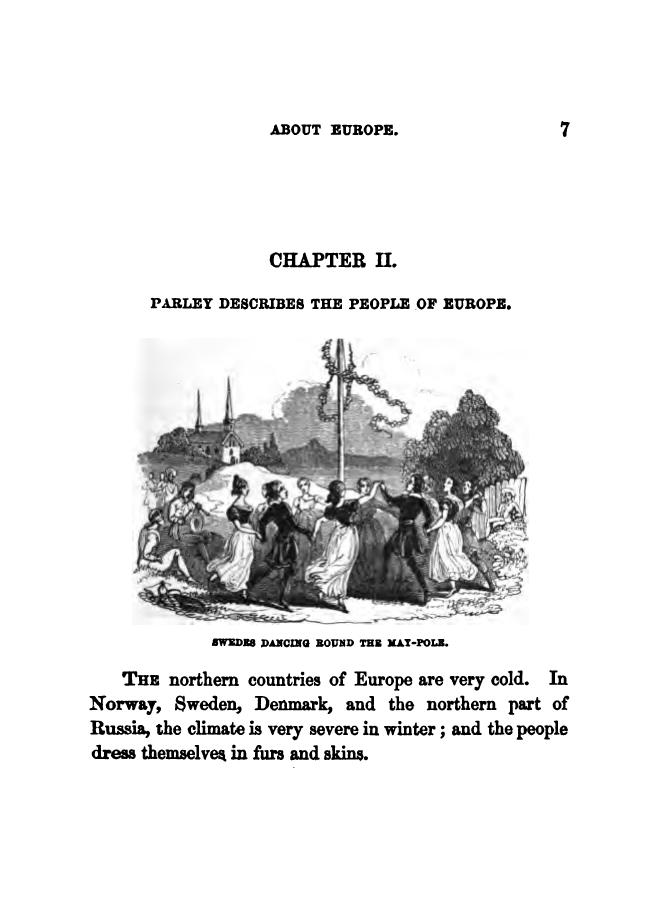 ABOUT EUROPE. 7
CHAPTER II.
PARLEY DESCRIBES THE PEOPLE OF EUROPE.
SWEDES DANCING ROUND THE MAY-POLE.
THE northern countries of Europe are very cold. In
Norway, Sweden, Denmark, and the northern part of
Russia, the climate is very severe in winter; and the people
dress themselves in furs and skins.